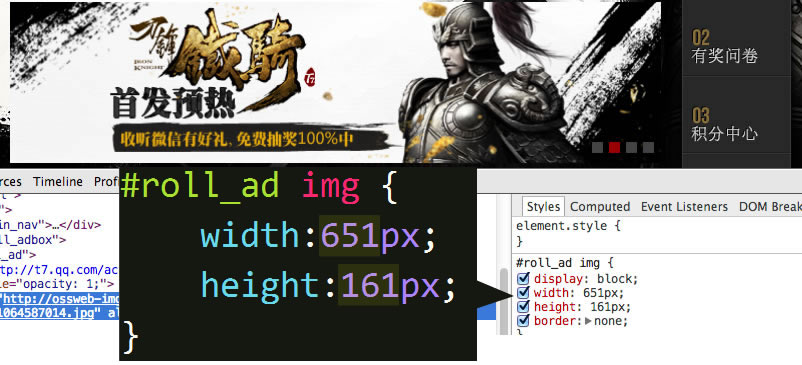 铁骑
IRON
KNIGHT
T7
首发预热
收听微信有好礼，免费抽奖100%中
02
有奖问卷
03
积分中心
rces Timeline Prof
Styles Computed Event Listeners DOM Break
">
in_nav">…</div>
ll_adbox">
_ad">
tp://t7.qq.com/ac
le="opacity: 1;">
"http://ossweb-img
1064587014.jpg" al
#roll_ad img {
width:651px;
height:161px;
}
element.style {
}
#roll_ad img {
display: block;
width: 651px;
height: 161px;
border: none;
}